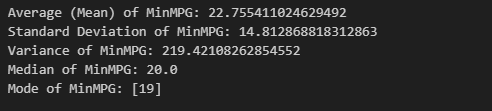 Average (Mean) of MinMPG: 22.755411024629492
Standard Deviation of MinMPG: 14.812868818312863
Variance of MinMPG: 219.42108262854552
Median of MinMPG: 20.0
Mode of MinMPG: [19]